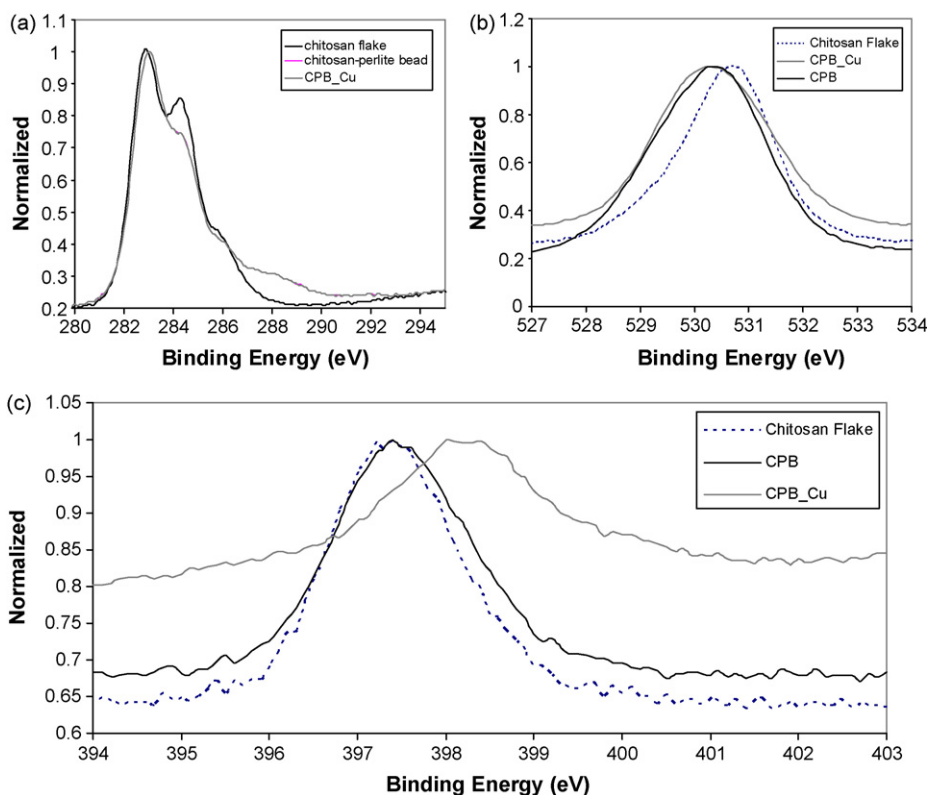 (a)
1.1
1
0.9
0.8
0.7
0.6
0.5
0.4
0.3
0.2
Normalized
chitosan flake
chitosan-perlite bead
CPB_Cu
280 282 284 286 288 290 292 294
Binding Energy (eV)
(b)
1.2
1
0.8
0.6
0.4
0.2
0
Normalized
Chitosan Flake
CPB_Cu
CPB
527 528 529 530 531 532 533 534
Binding Energy (eV)
(c)
1.05
1
0.95
0.9
0.85
0.8
0.75
0.7
0.65
0.6
Normalized
Chitosan Flake
CPB
CPB_Cu
394 395 396 397 398 399 400 401 402 403
Binding Energy (eV)